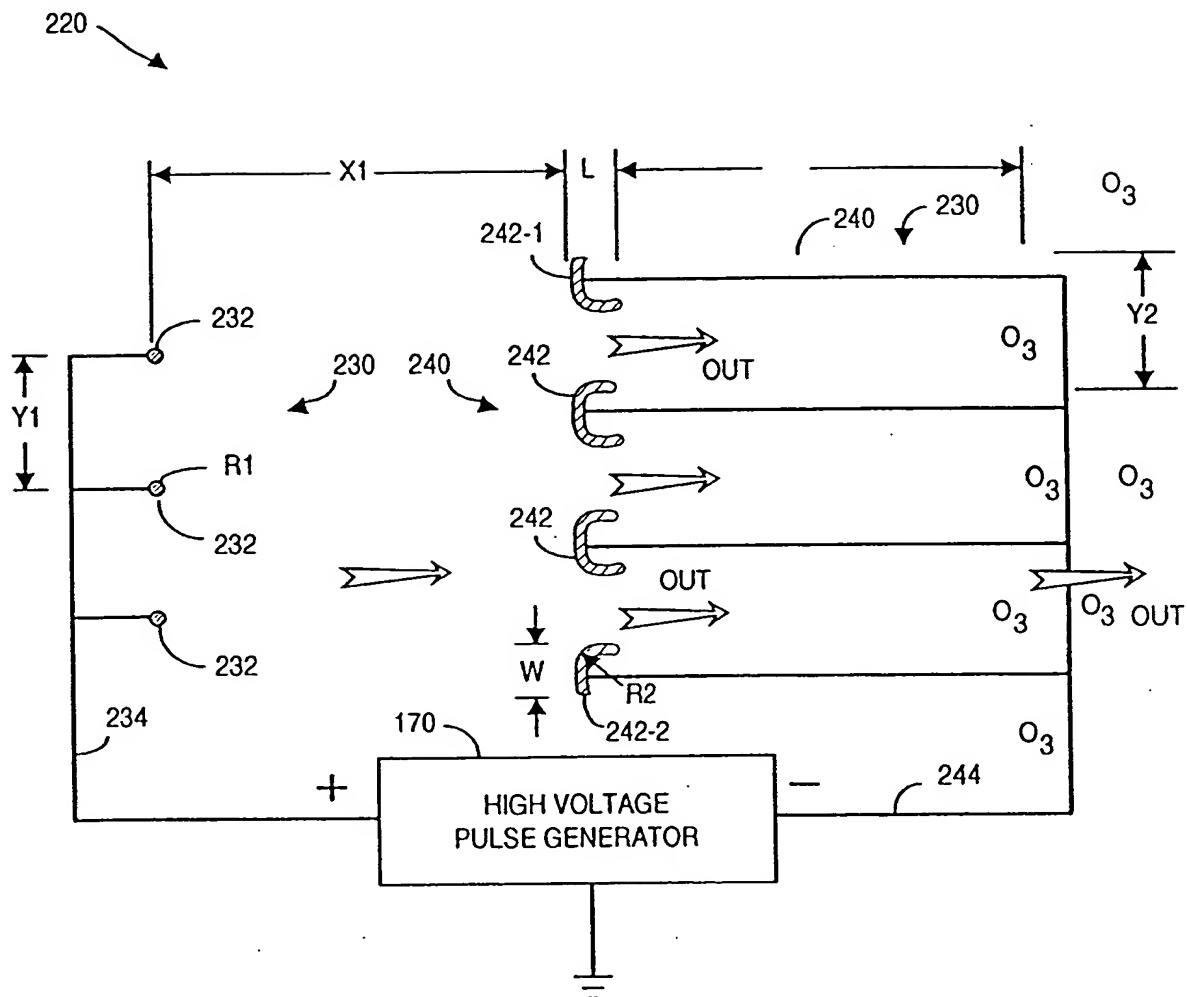 220
X1
L
O3
240
230
242-1
232
Y2
O3
230
240
242
OUT
Y1
R1
O3
O3
232
242
OUT
O3
O3
OUT
232
W
R2
234
170
242-2
O3
244
+
−
HIGH VOLTAGE
PULSE GENERATOR